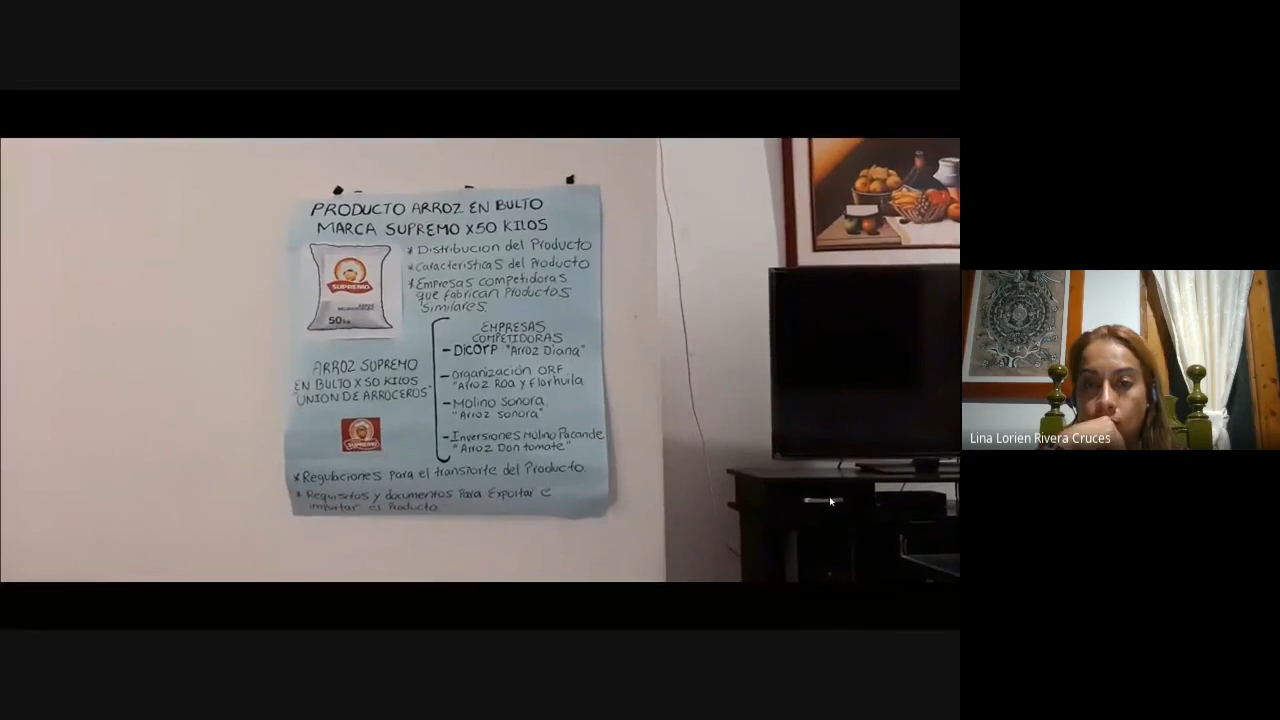 PRODUCTO ARROZ EN BULTO
MARCA SUPREMO X50 KILOS
* Distribucion del Producto
* Caracteristicas del Producto
* Empresas competidoras
que fabrican Productos
similares.
SUPREMO
50 kg
EMPRESAS
COMPETIDORAS
- Dicorp "Arroz Diana"
- Organización ORF
"Arroz Roa y Florhuila
- Molino Sonora
"Arroz sonora"
- Inversiones Molino Pacande
"Arroz Don tomate"
ARROZ SUPREMO
EN BULTO X 50 KILOS
"UNION DE ARROCEROS"
SUPREMO
* Regulaciones para el transporte del Producto.
* Requisitos y documentos Para Exportar e
importar el Producto
Lina Lorien Rivera Cruces